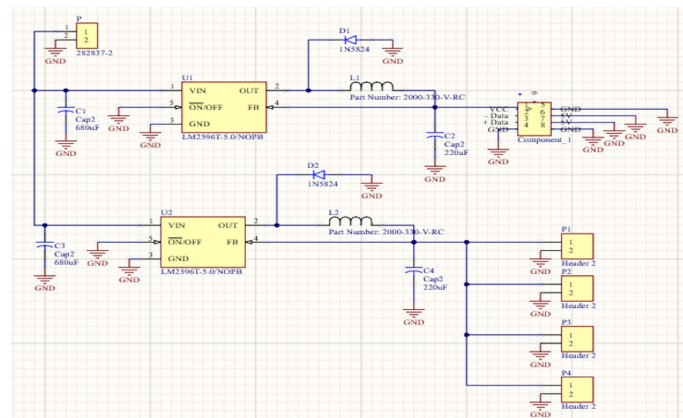 P
1
2
1
2
282837-2
GND
D1
1N5824
GND
U1
1
VIN
OUT
2
5
ON/OFF
FB
4
3
GND
LM2596T-5.0/NOPB
L1
Part Number: 2000-330-V-RC
C1
Cap2
680uF
GND
GND
GND
C2
Cap2
220uF
GND
VCC
- Data
+ Data
GND
1
2
3
4
5
6
7
8
GND
5V
5V
GND
Component_1
GND
GND
GND
GND
GND
D2
1N5824
GND
U2
1
VIN
OUT
2
5
ON/OFF
FB
4
3
GND
LM2596T-5.0/NOPB
L2
Part Number: 2000-330-V-RC
C3
Cap2
680uF
GND
GND
GND
C4
Cap2
220uF
GND
P1
1
2
Header 2
GND
P2
1
2
Header 2
GND
P3
1
2
Header 2
GND
P4
1
2
Header 2
GND